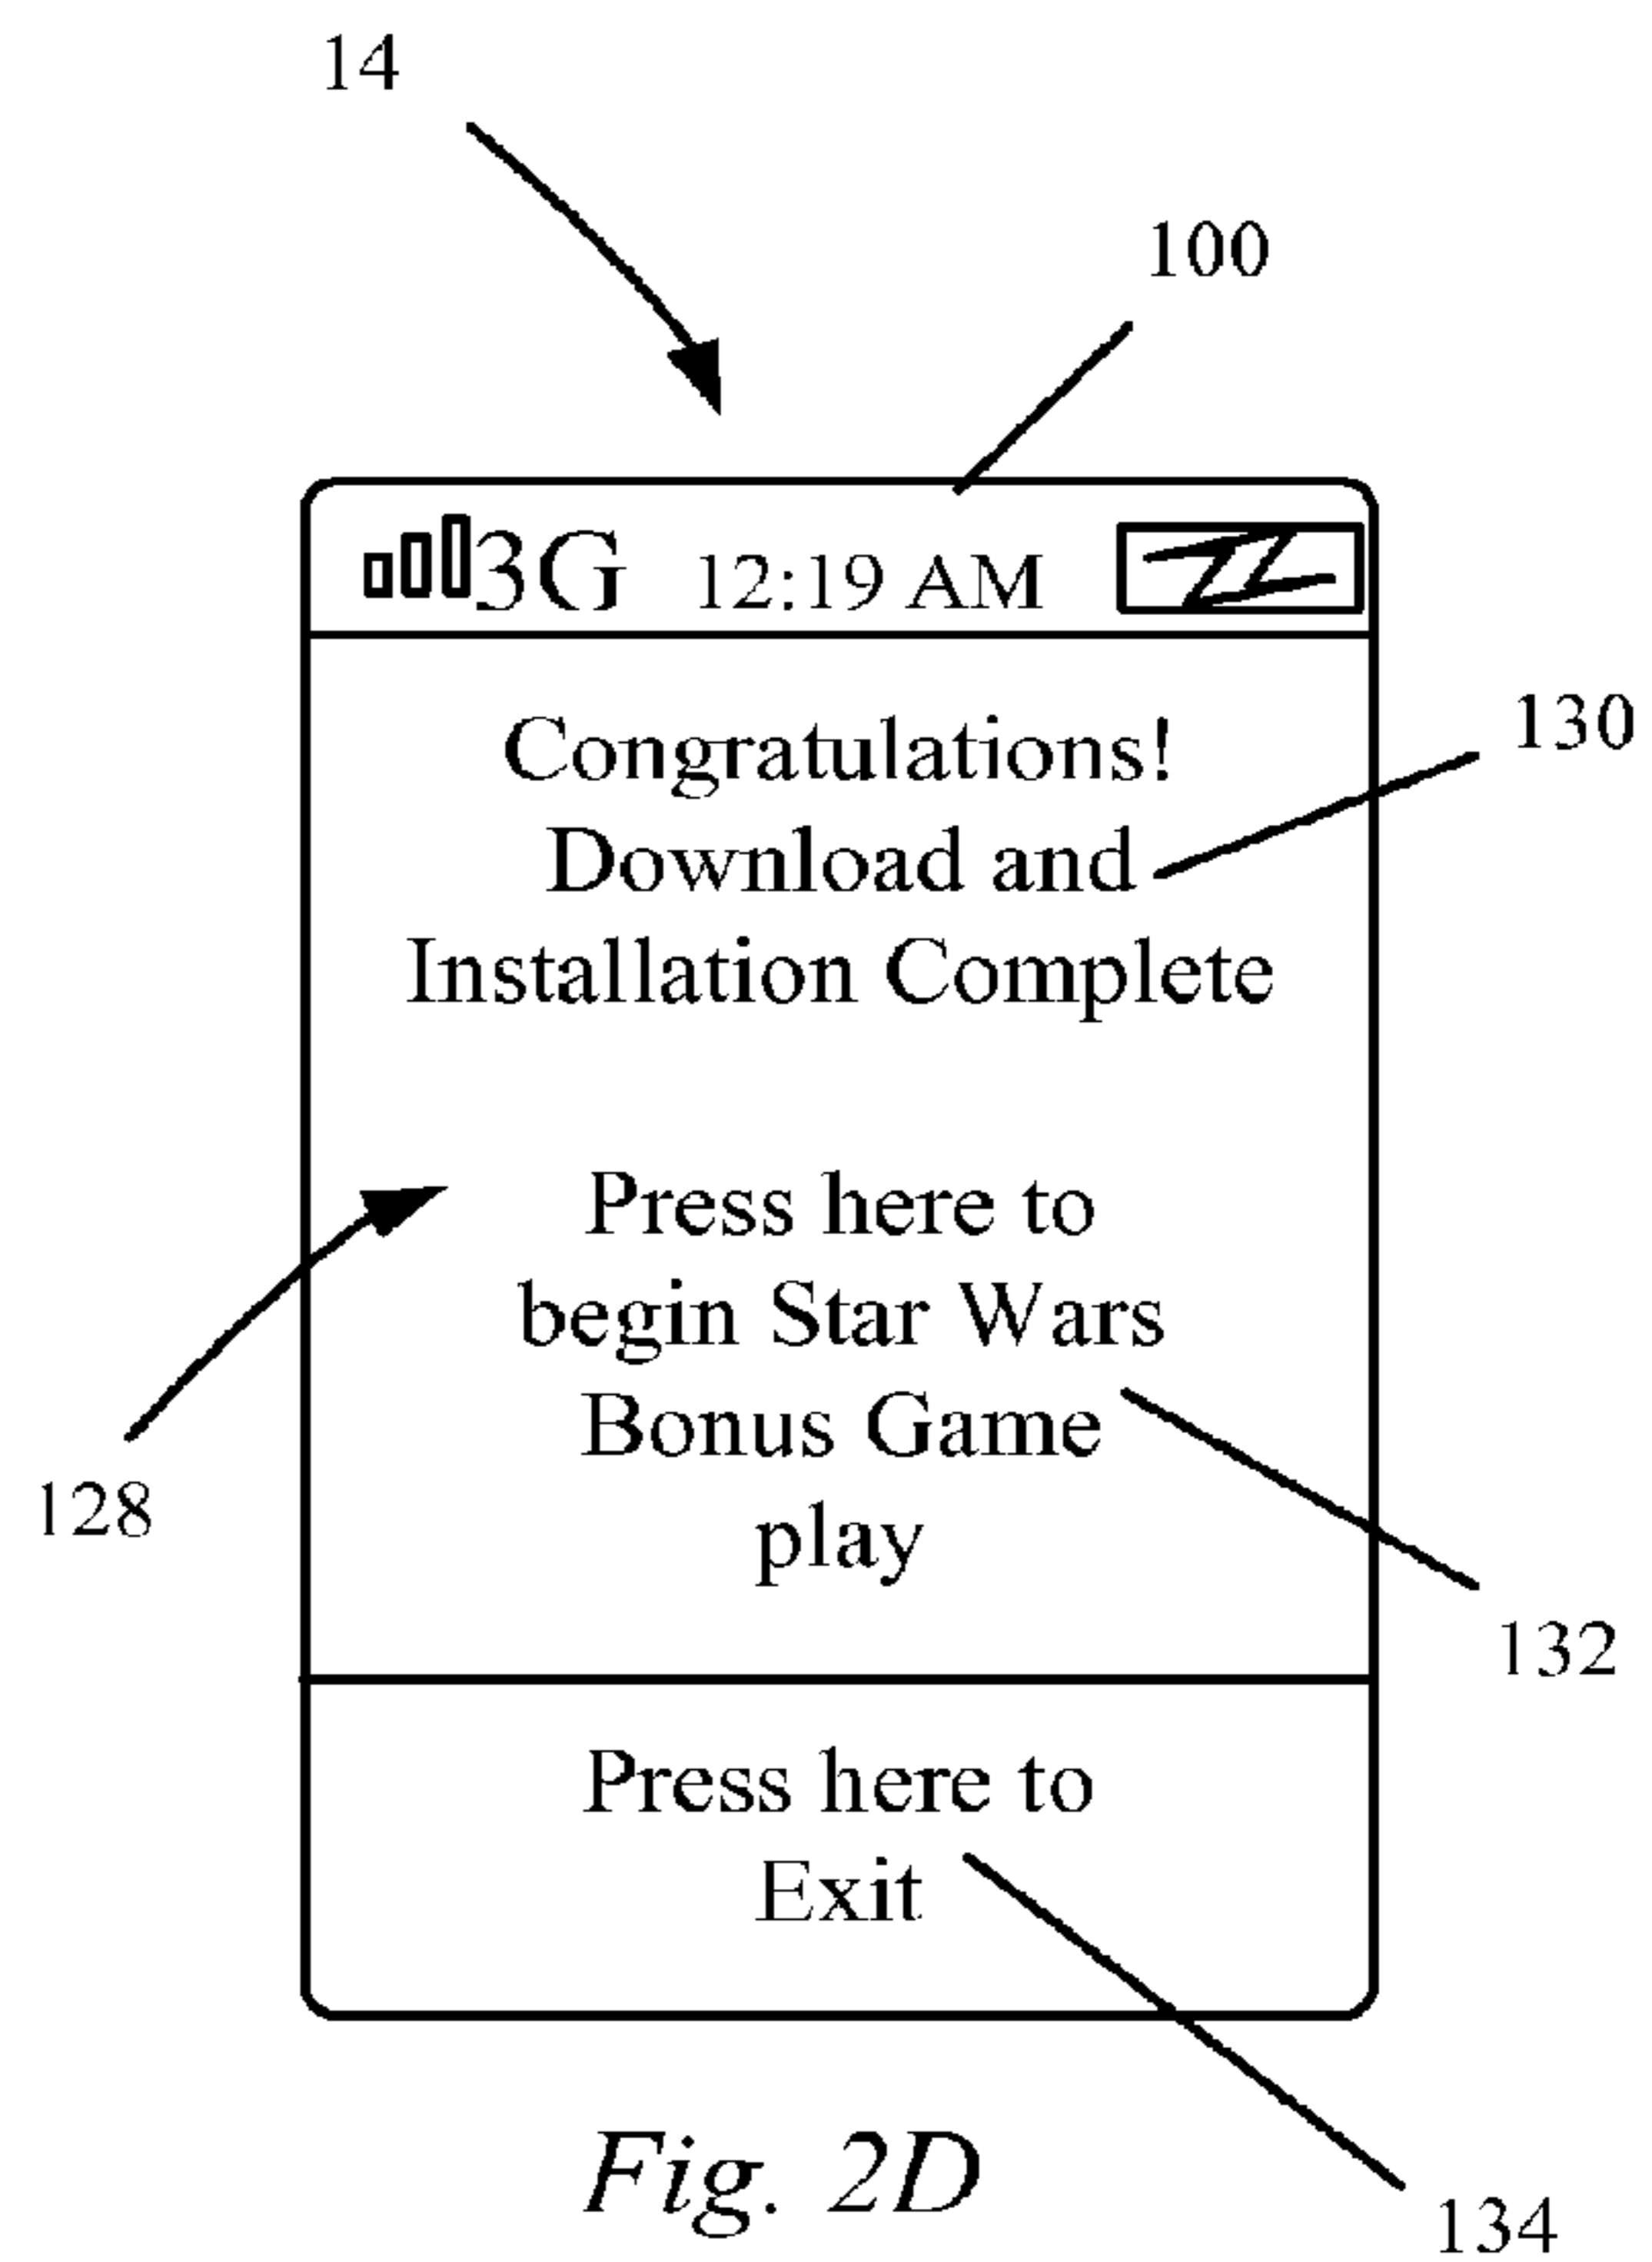 14
100
3G 12:19 AM
Congratulations!
130
Download and
Installation Complete
Press here to
begin Star Wars
Bonus Game
128
play
132
Press here to
Exit
Fig. 2D
134